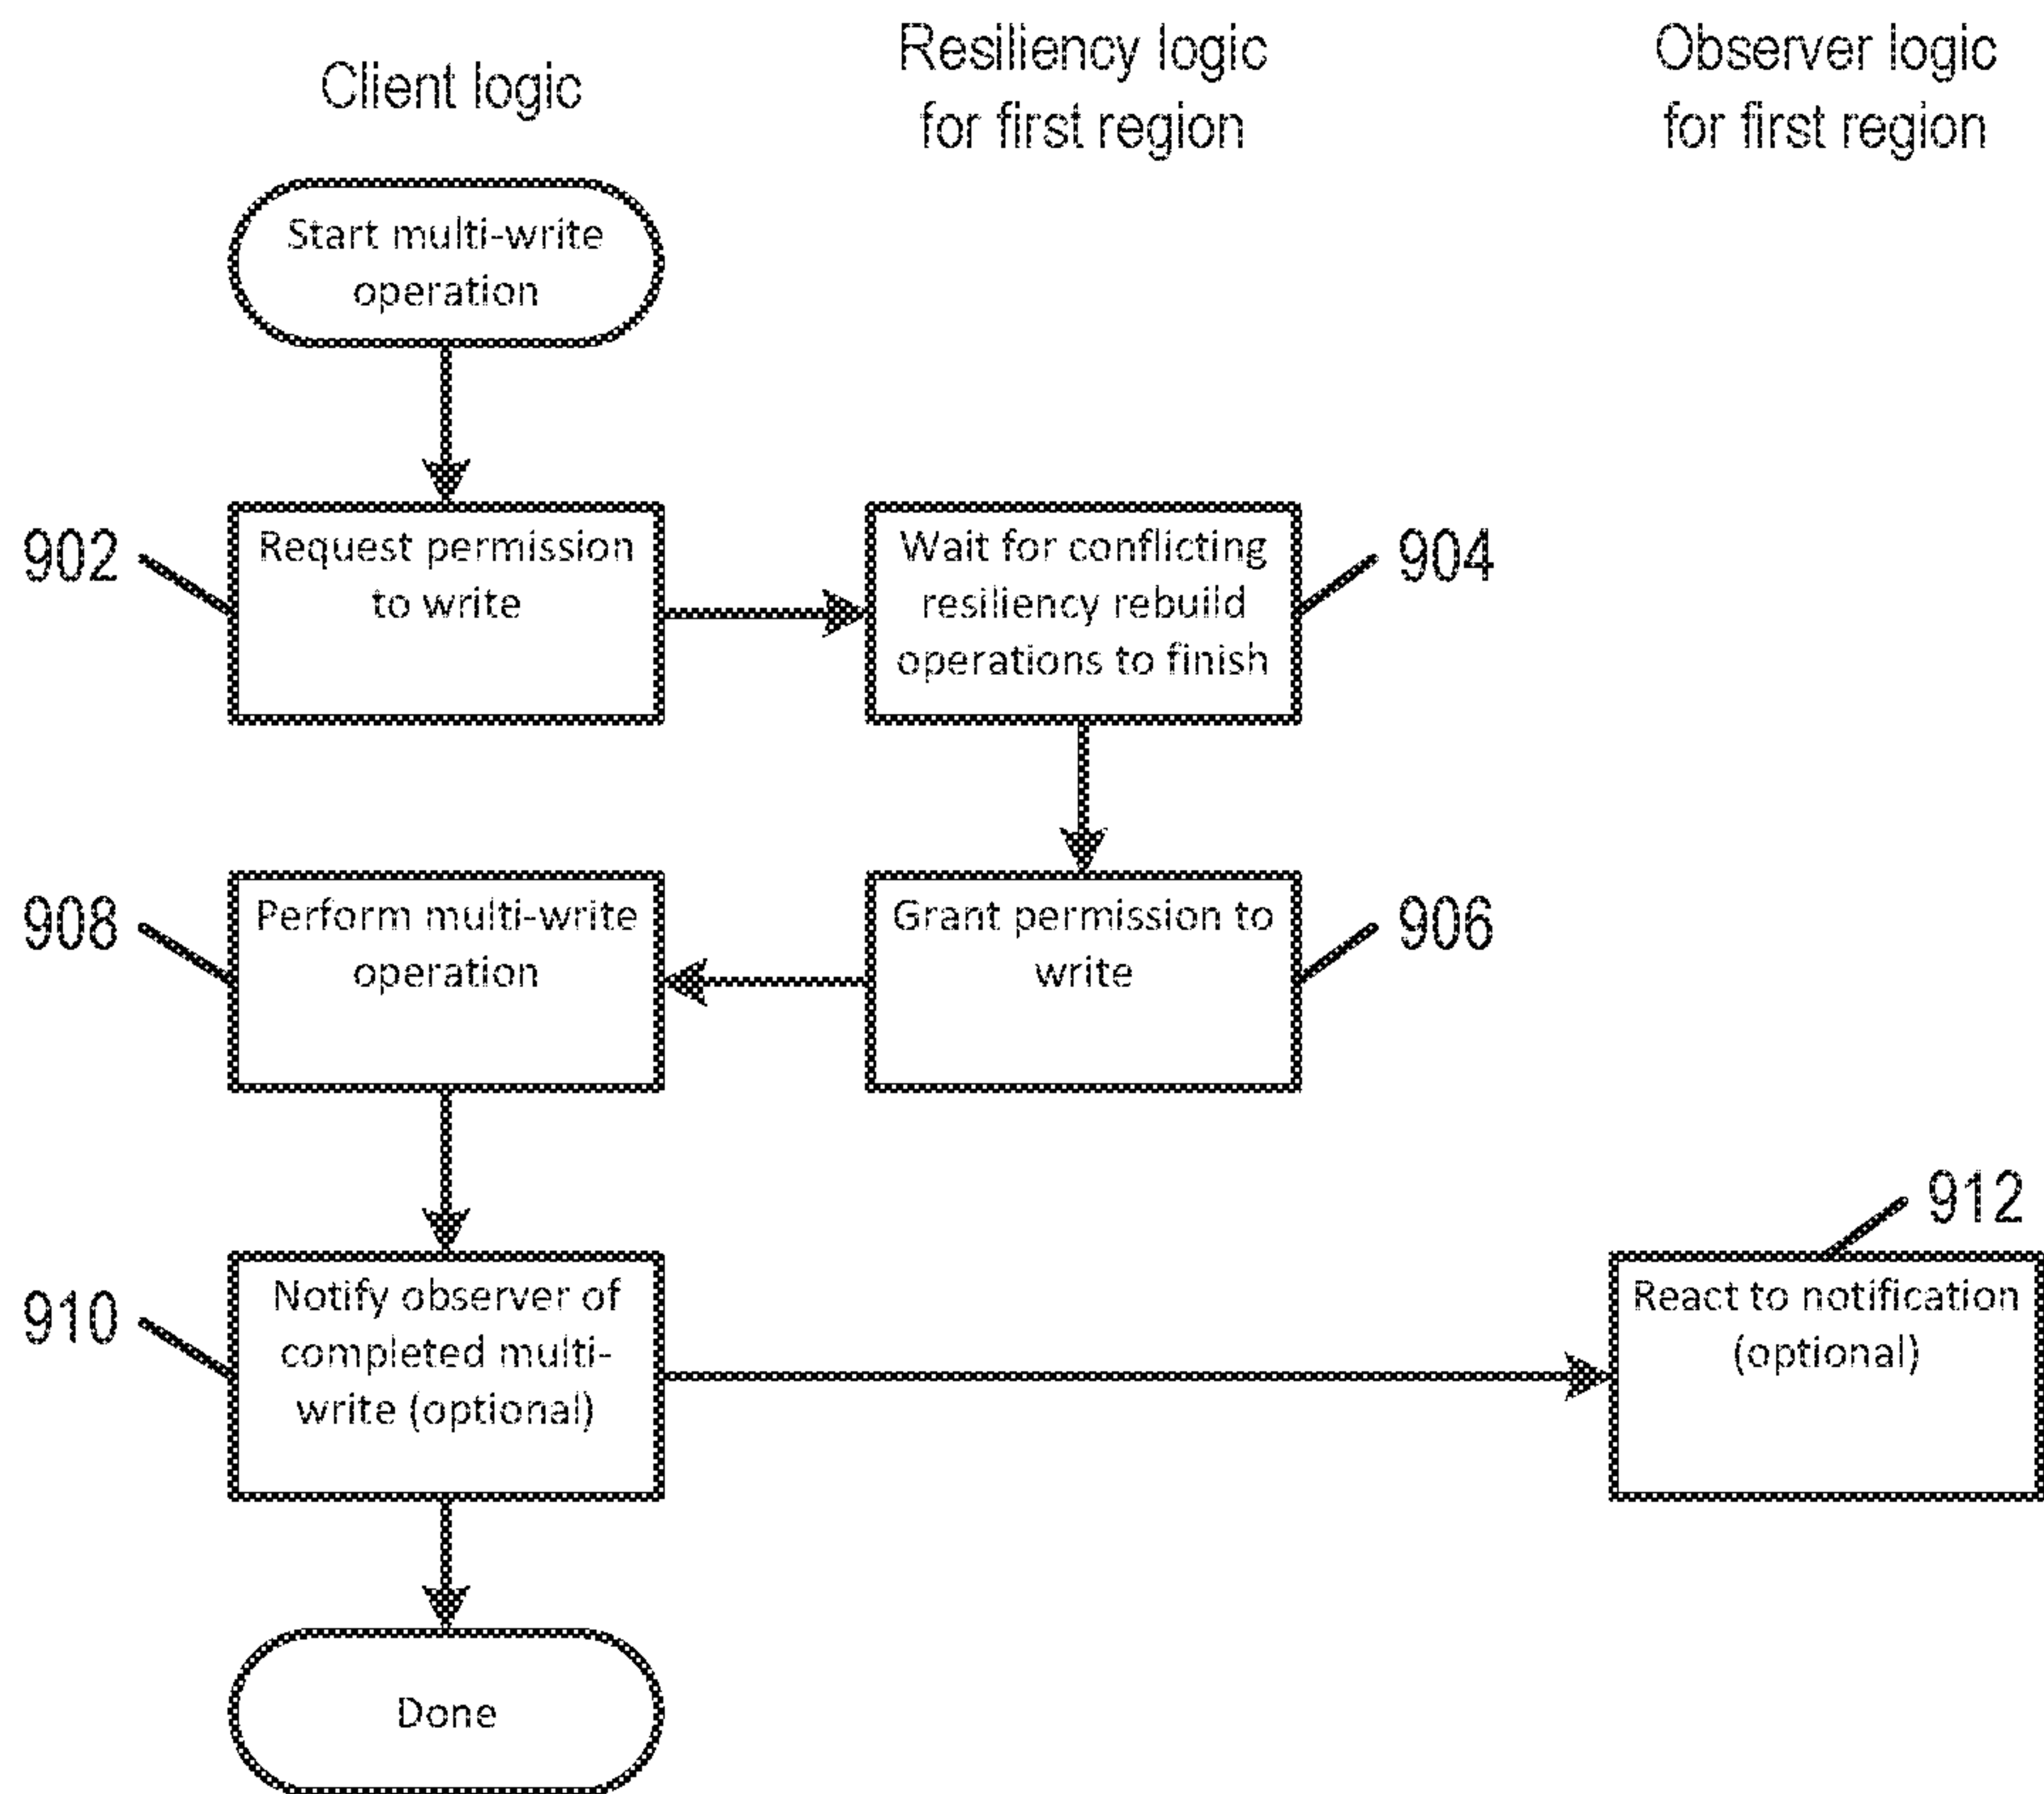 Client logic
Resiliency logic
for first region
Observer logic
for first region
Start multi-write
operation
902
Request permission
to write
Wait for conflicting
resiliency rebuild
operations to finish
904
908
Perform multi-write
operation
Grant permission to
write
906
910
Notify observer of
completed multi-
write (optional)
912
React to notification
(optional)
Done